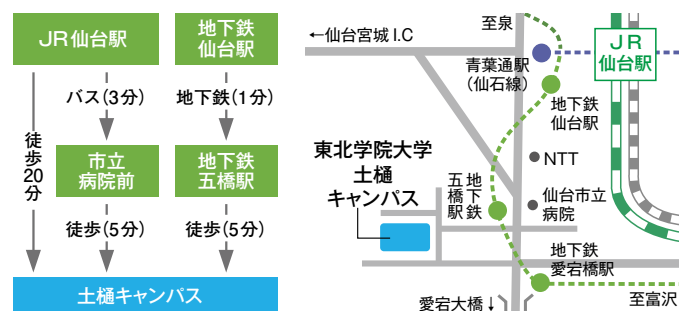 JR仙台駅
地下鉄
仙台駅
バス(3分)
地下鉄(1分)
徒歩20分
市立
病院前
地下鉄
五橋駅
徒歩(5分)
徒歩(5分)
土樋キャンパス
至泉
←仙台宮城 I.C
JR
仙台駅
青葉通駅
(仙石線)
地下鉄
仙台駅
東北学院大学
土樋
キャンパス
NTT
地下鉄
五橋駅
仙台市立
病院
地下鉄
愛宕橋駅
愛宕大橋↓
至富沢